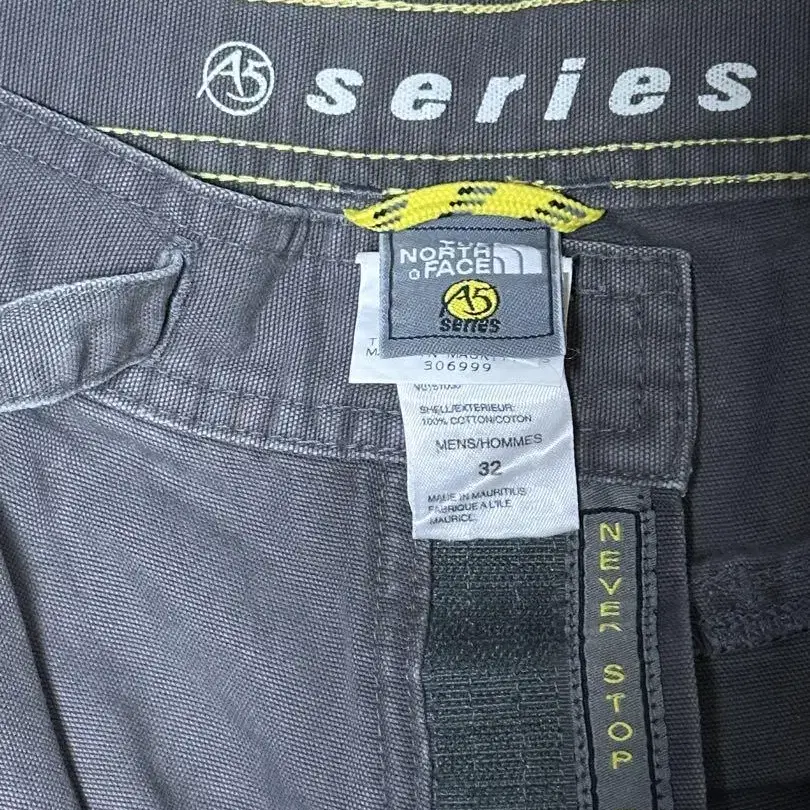 A5 series
THE
NORTH
FACE
A5
series
306999
SHELL/EXTERIEUR:
100% COTTON/COTON
MENS/HOMMES
32
MADE IN MAURITIUS
FABRIQUE A L'ILE
MAURICE.
NEVER STOP